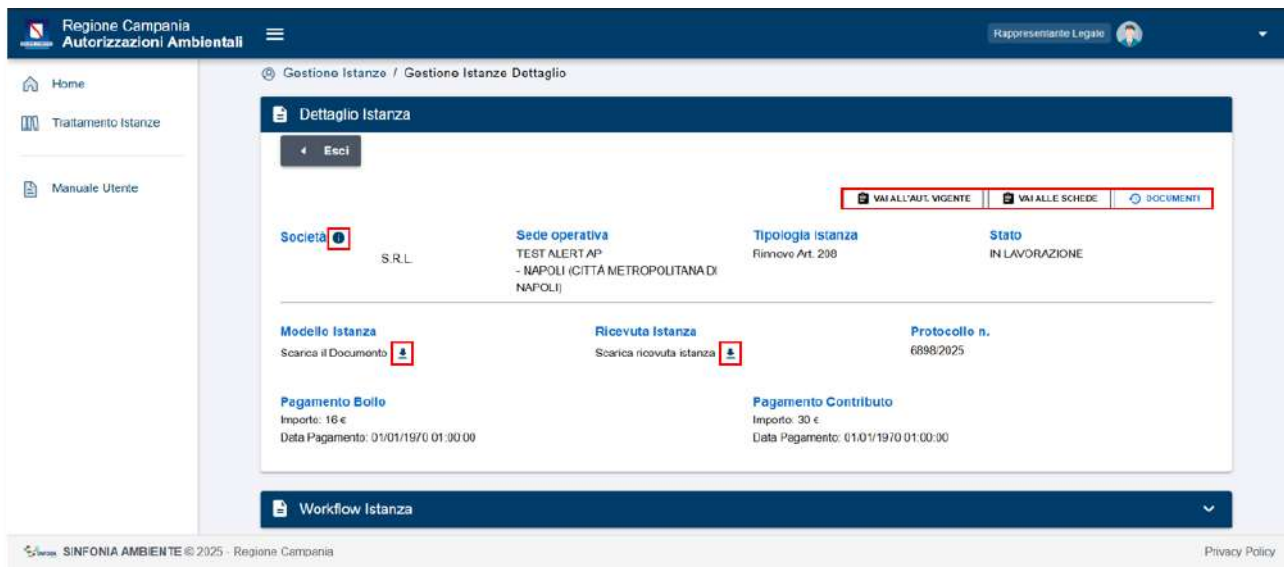 Regione Campania
Autorizzazioni Ambientali
Rappresentante Legale
Home
Trattamento Istanze
Manuale Utente
Gestione Istanze / Gestione Istanze Dettaglio
Dettaglio Istanza
Esci
VAI ALL'AUT. VIGENTE
VAI ALLE SCHEDE
DOCUMENTI
Società
S.R.L.
Sede operativa
TEST ALERT AP
- NAPOLI (CITTÀ METROPOLITANA DI
NAPOLI)
Tipologia Istanza
Rinnovo Art. 208
Stato
IN LAVORAZIONE
Modello Istanza
Scarica il Documento
Ricevuta Istanza
Scarica ricevuta istanza
Protocollo n.
6898/2025
Pagamento Bollo
Importo: 16 €
Data Pagamento: 01/01/1970 01:00:00
Pagamento Contributo
Importo: 30 €
Data Pagamento: 01/01/1970 01:00:00
Workflow Istanza
SINFONIA AMBIENTE © 2025 - Regione Campania
Privacy Policy